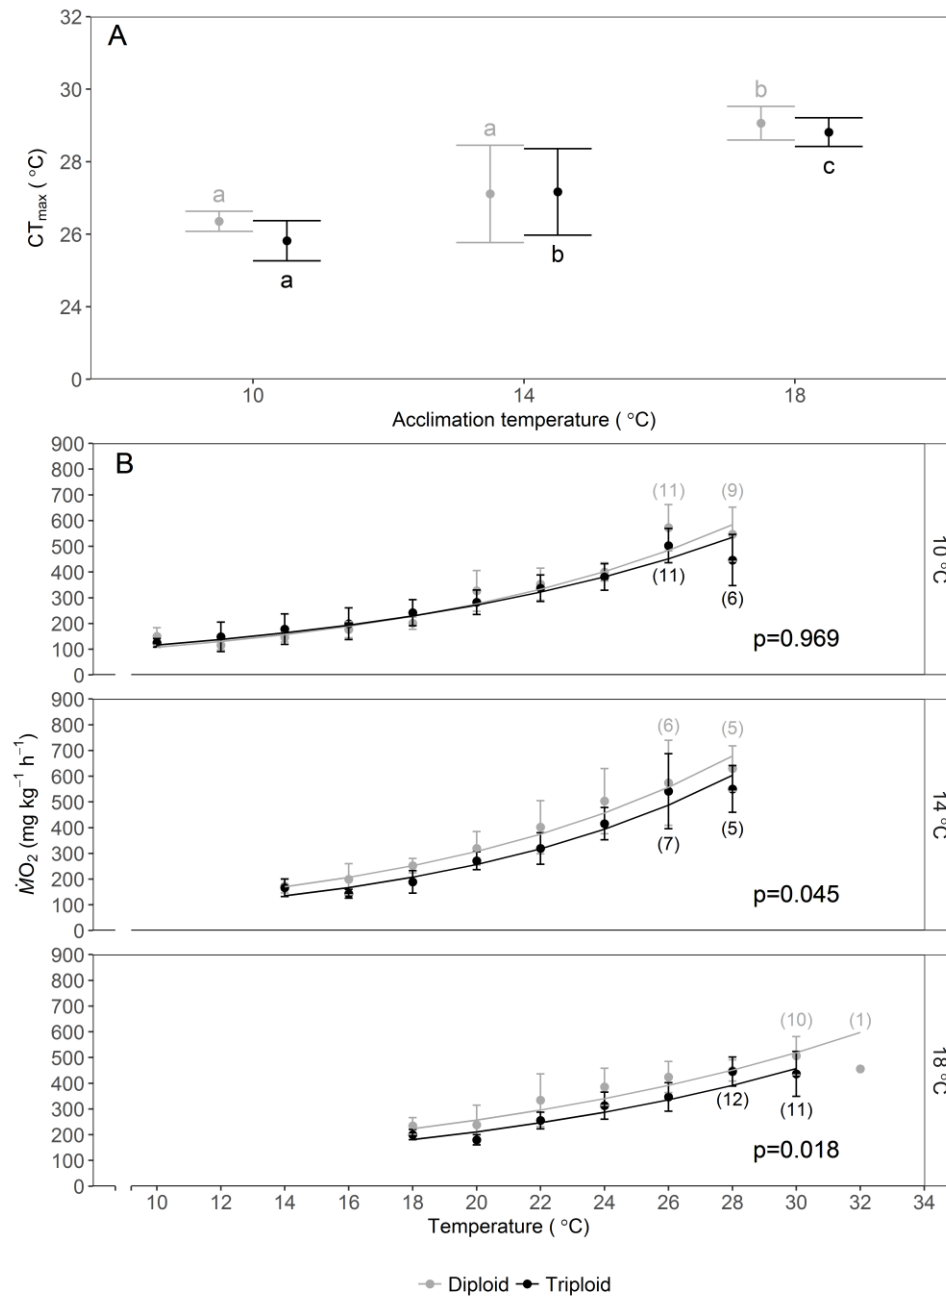 A
32
30
28
26
24
0
CTmax ( °C)
a
a
a
b
b
c
10
14
18
Acclimation temperature ( °C)
B
900
800
700
600
500
400
300
200
100
0
(11)
(9)
(11)
(6)
p=0.969
10 °C
900
800
700
600
500
400
300
200
100
0
(6)
(5)
(7)
(5)
p=0.045
14 °C
ṀO₂ (mg kg⁻¹ h⁻¹)
900
800
700
600
500
400
300
200
100
0
(10)
(1)
(12)
(11)
p=0.018
18 °C
10 12 14 16 18 20 22 24 26 28 30 32 34
Temperature ( °C)
Diploid Triploid